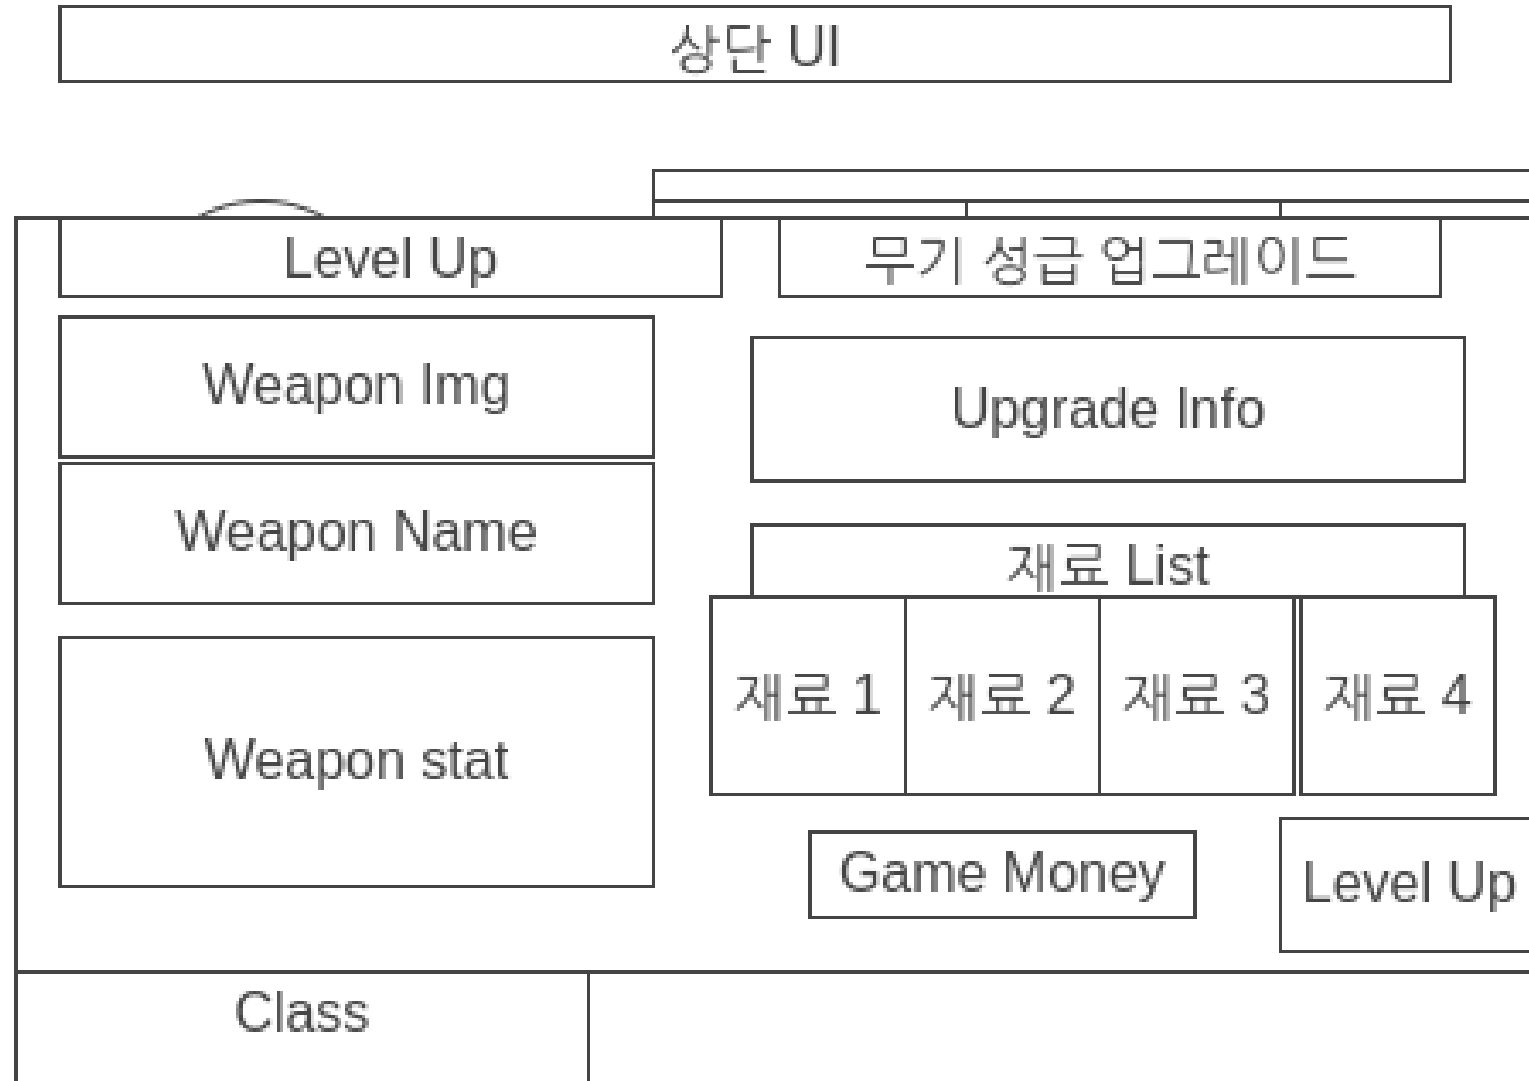 상단 UI
Level Up
무기 성급 업그레이드
Weapon Img
Upgrade Info
Weapon Name
재료 List
재료 1
재료 2
재료 3
재료 4
Weapon stat
Game Money
Level Up
Class